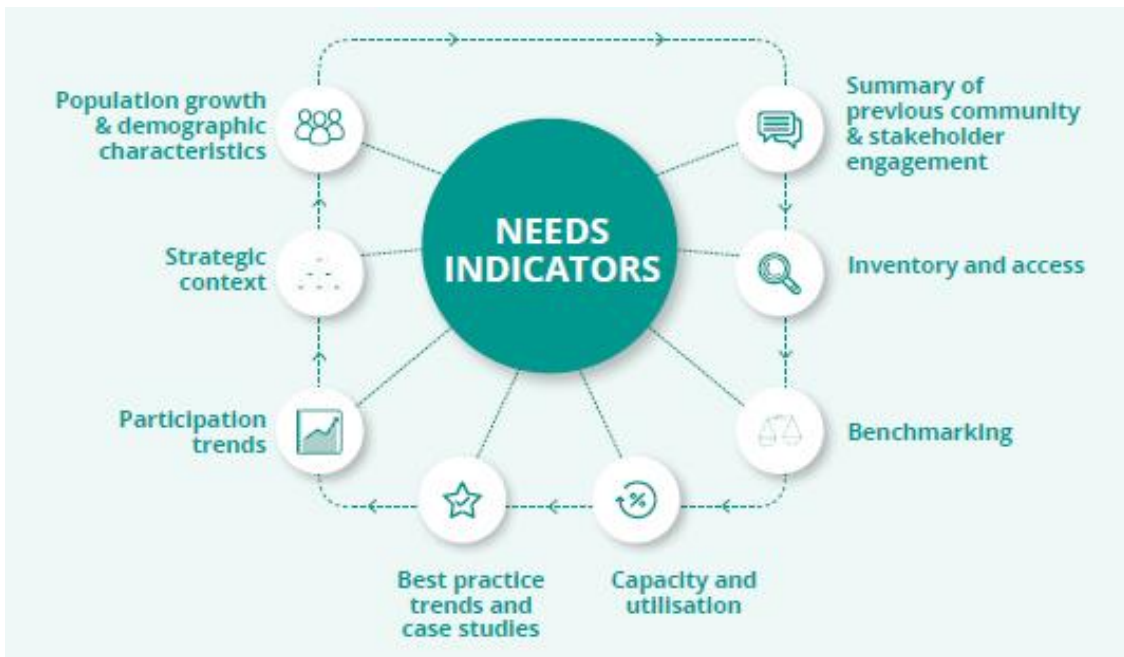 Population growth
& demographic
characteristics
Summary of
previous community
& stakeholder
engagement
NEEDS
INDICATORS
Strategic
context
Inventory and access
Participation
trends
Benchmarking
%
Best practice
trends and
case studies
Capacity and
utilisation